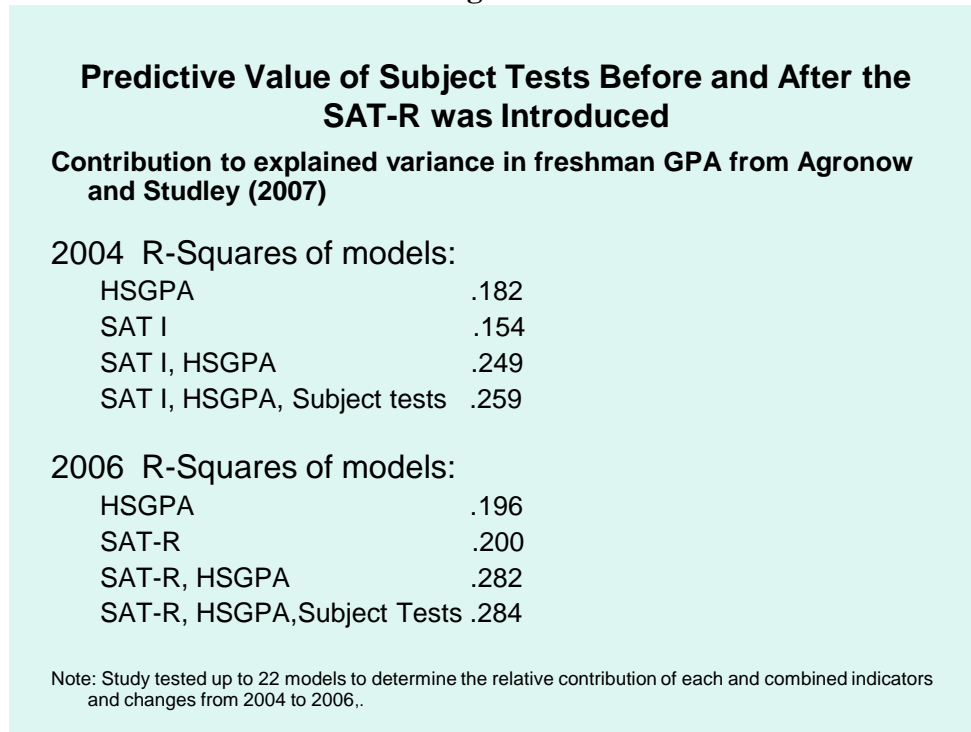 Predictive Value of Subject Tests Before and After the
SAT-R was Introduced
Contribution to explained variance in freshman GPA from Agronow
and Studley (2007)
2004 R-Squares of models:
HSGPA .182
SAT I .154
SAT I, HSGPA .249
SAT I, HSGPA, Subject tests .259
2006 R-Squares of models:
HSGPA .196
SAT-R .200
SAT-R, HSGPA .282
SAT-R, HSGPA,Subject Tests .284
Note: Study tested up to 22 models to determine the relative contribution of each and combined indicators
and changes from 2004 to 2006,.